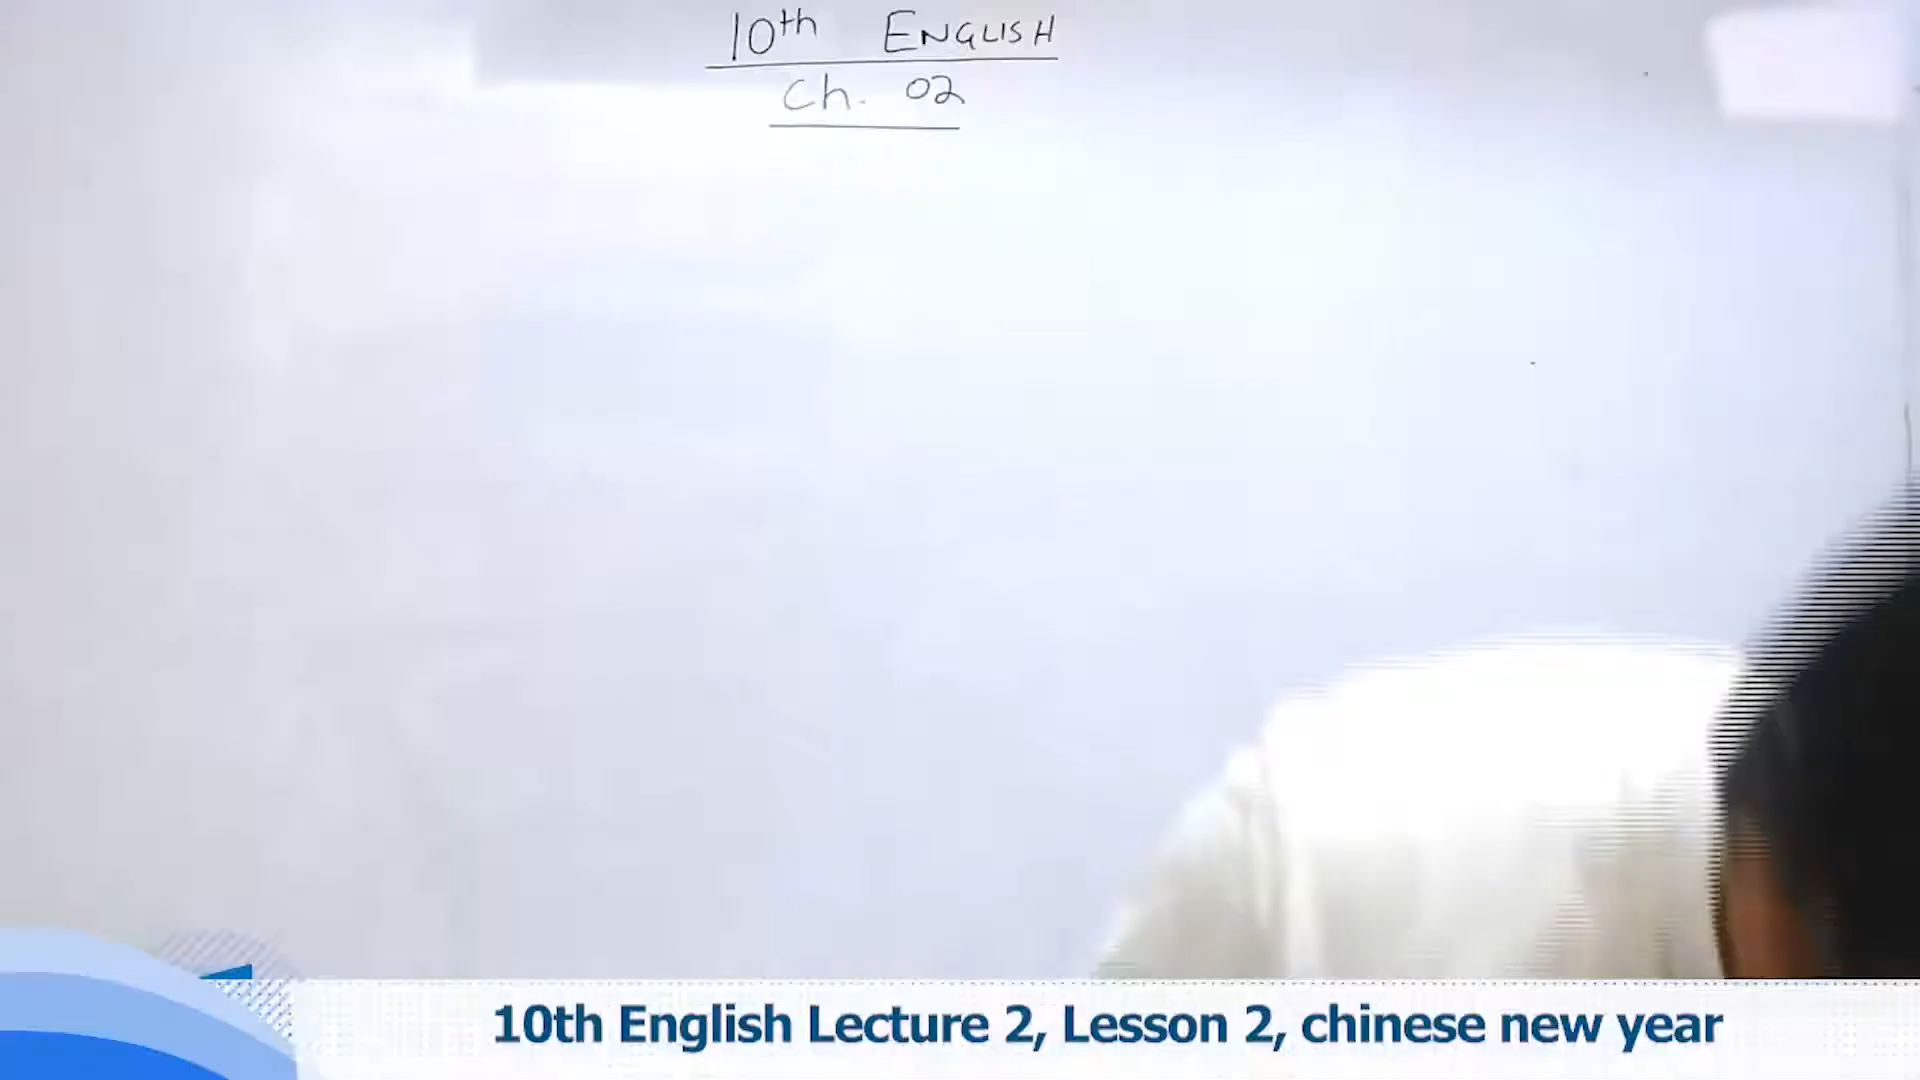 10th ENGLISH
Ch. 02
10th English Lecture 2, Lesson 2, chinese new year